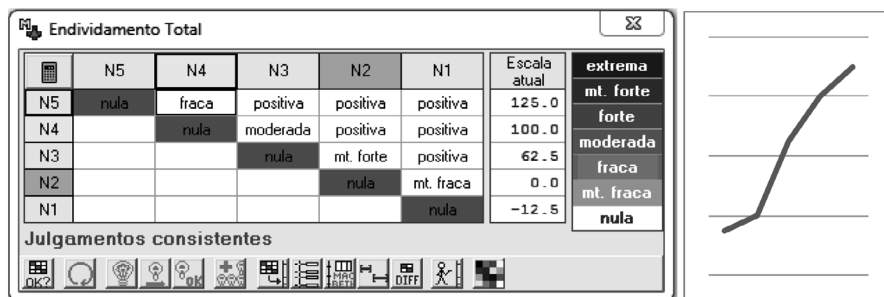 Endividamento Total
N5 N4 N3 N2 N1 Escala atual
N5 nula fraca positiva positiva positiva 125.0
N4 nula moderada positiva positiva 100.0
N3 nula mt. forte positiva 62.5
N2 nula mt. fraca 0.0
N1 nula -12.5
extrema
mt. forte
forte
moderada
fraca
mt. fraca
nula
Julgamentos consistentes
OK? OK MAC BETH DIFF